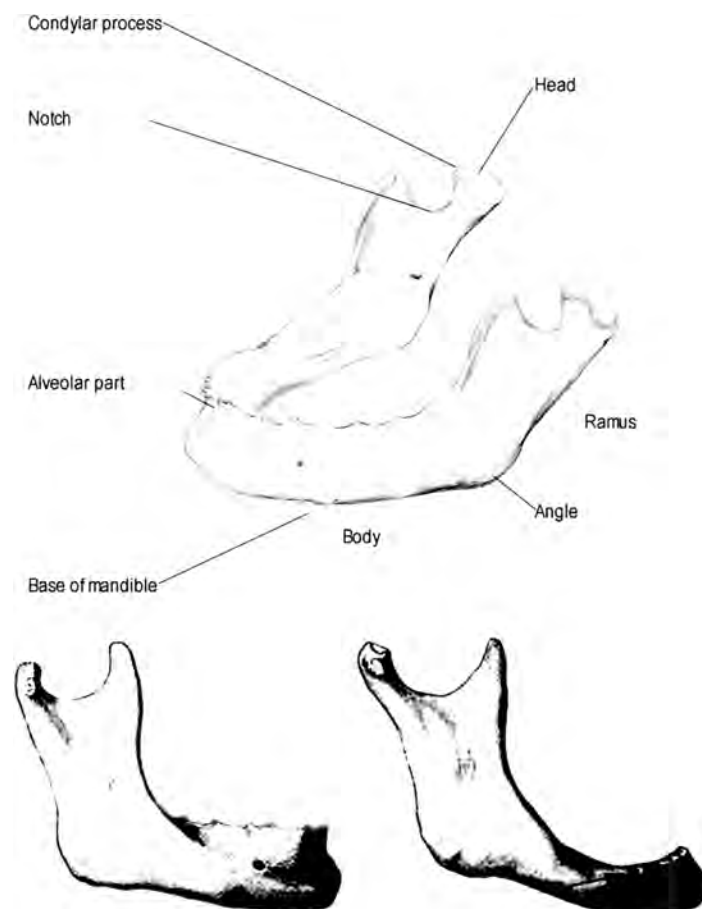 Condylar process
Head
Notch
Alveolar part
Ramus
Angle
Body
Base of mandible